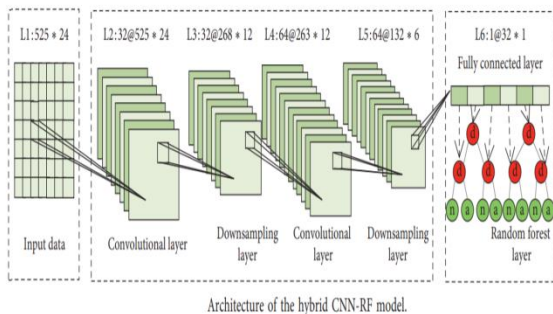 L1:525 * 24
L2:32@525 * 24
L3:32@268 * 12
L4:64@263 * 12
L5:64@132 * 6
L6:1@32 * 1
Fully connected layer
d d
d d d d
n a n a n a n a
Input data
Convolutional layer
Downsampling
layer
Convolutional
layer
Downsampling
layer
Random forest
layer
Architecture of the hybrid CNN-RF model.